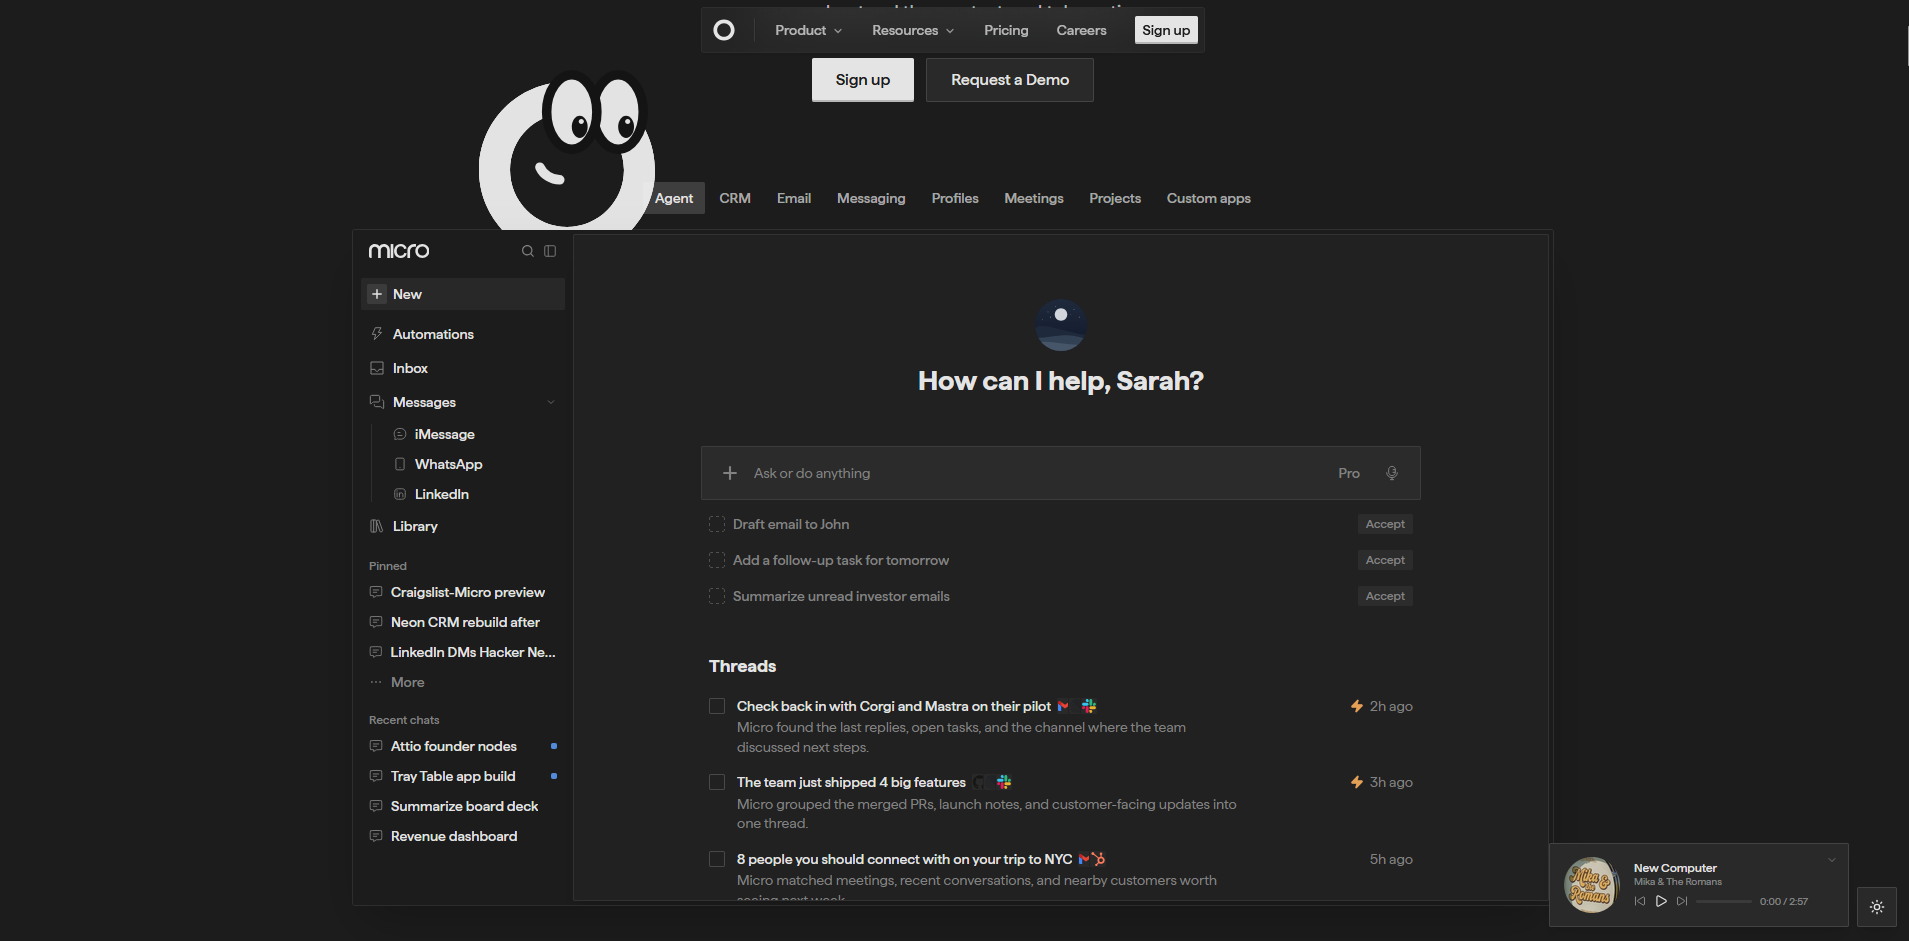 Product
Resources
Pricing
Careers
Sign up
Sign up
Request a Demo
Agent
CRM
Email
Messaging
Profiles
Meetings
Projects
Custom apps
micro
New
Automations
Inbox
Messages
iMessage
WhatsApp
LinkedIn
Library
Pinned
Craigslist-Micro preview
Neon CRM rebuild after
LinkedIn DMs Hacker Ne...
More
Recent chats
Attio founder nodes
Tray Table app build
Summarize board deck
Revenue dashboard
How can I help, Sarah?
Ask or do anything
Pro
Draft email to John
Accept
Add a follow-up task for tomorrow
Accept
Summarize unread investor emails
Accept
Threads
Check back in with Corgi and Mastra on their pilot
2h ago
Micro found the last replies, open tasks, and the channel where the team
discussed next steps.
The team just shipped 4 big features
3h ago
Micro grouped the merged PRs, launch notes, and customer-facing updates into
one thread.
8 people you should connect with on your trip to NYC
5h ago
Micro matched meetings, recent conversations, and nearby customers worth
seeing next week.
Mika &
The
Romans
New Computer
Mika & The Romans
0:00 / 2:57